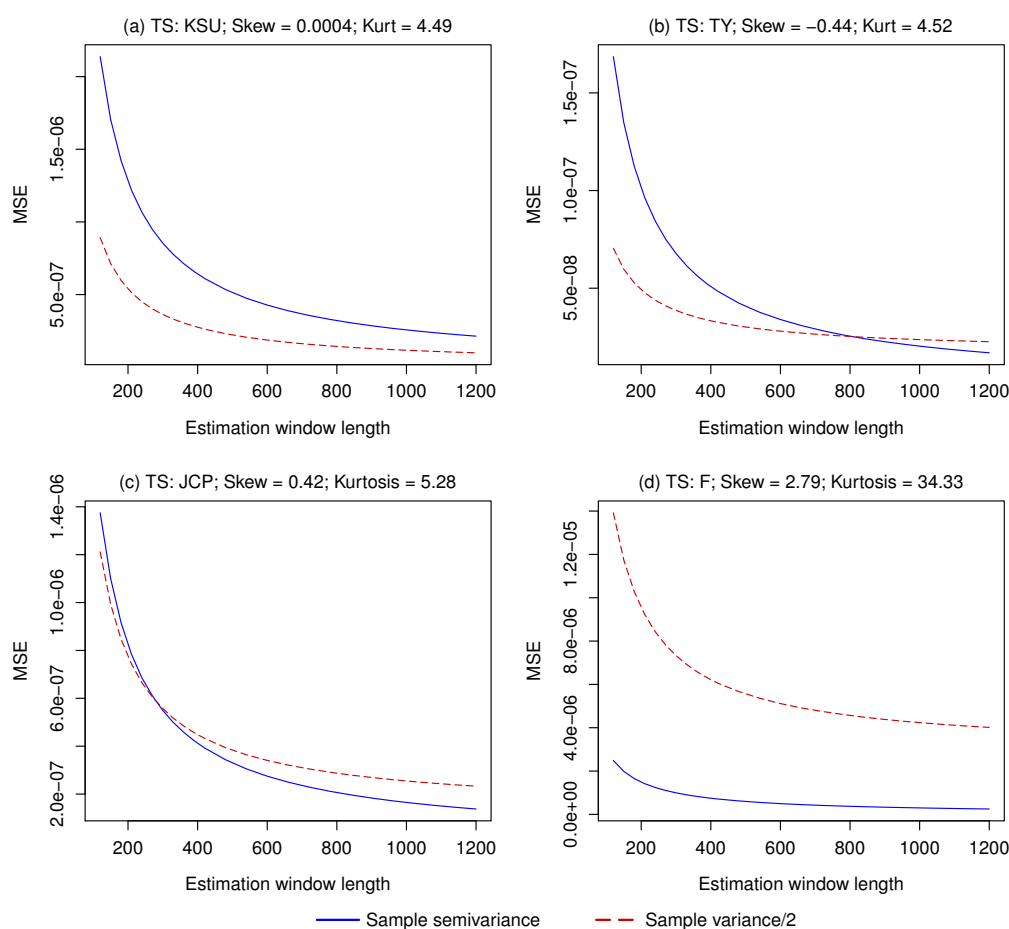 (a) TS: KSU; Skew = 0.0004; Kurt = 4.49
MSE
5.0e−07
1.5e−06
200 400 600 800 1000 1200
Estimation window length
(b) TS: TY; Skew = −0.44; Kurt = 4.52
MSE
5.0e−08
1.0e−07
1.5e−07
200 400 600 800 1000 1200
Estimation window length
(c) TS: JCP; Skew = 0.42; Kurtosis = 5.28
MSE
2.0e−07
6.0e−07
1.0e−06
1.4e−06
200 400 600 800 1000 1200
Estimation window length
(d) TS: F; Skew = 2.79; Kurtosis = 34.33
MSE
0.0e+00
4.0e−06
8.0e−06
1.2e−05
200 400 600 800 1000 1200
Estimation window length
Sample semivariance
Sample variance/2